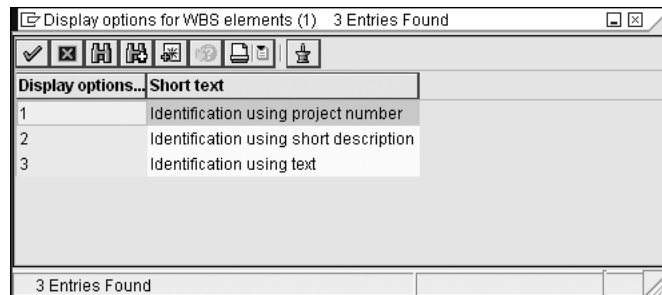 Display options for WBS elements (1) 3 Entries Found
Display options... Short text
1 Identification using project number
2 Identification using short description
3 Identification using text
3 Entries Found